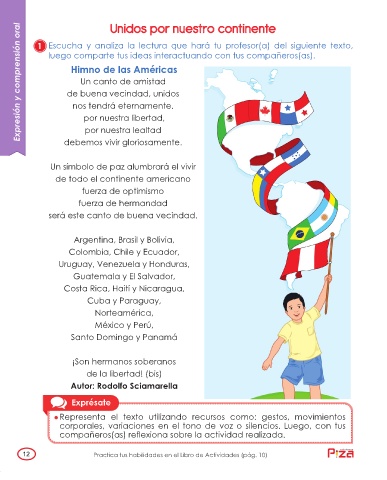 Expresión y comprensión oral
Unidos por nuestro continente
1 Escucha y analiza la lectura que hará tu profesor(a) del siguiente texto,
luego comparte tus ideas interactuando con tus compañeros(as).
Himno de las Américas
Un canto de amistad
de buena vecindad, unidos
nos tendrá eternamente,
por nuestra libertad,
por nuestra lealtad
debemos vivir gloriosamente.
Un símbolo de paz alumbrará el vivir
de todo el continente americano
fuerza de optimismo
fuerza de hermandad
será este canto de buena vecindad.
Argentina, Brasil y Bolivia,
Colombia, Chile y Ecuador,
Uruguay, Venezuela y Honduras,
Guatemala y El Salvador,
Costa Rica, Haití y Nicaragua,
Cuba y Paraguay,
Norteamérica,
México y Perú,
Santo Domingo y Panamá
¡Son hermanos soberanos
de la libertad! (bis)
Autor: Rodolfo Sciamarella
Exprésate
• Representa el texto utilizando recursos como: gestos, movimientos
corporales, variaciones en el tono de voz o silencios. Luego, con tus
compañeros(as) reflexiona sobre la actividad realizada.
12
Practica tus habilidades en el Libro de Actividades (pág. 10)
Piza